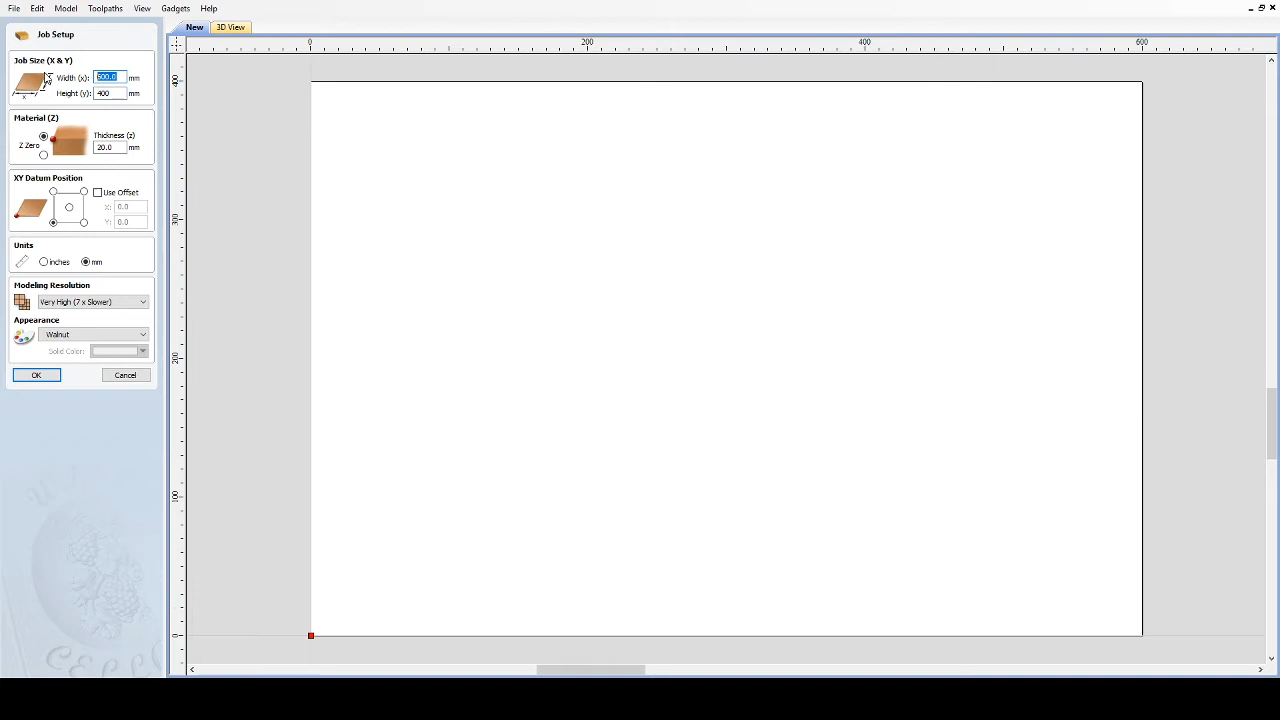 File Edit Model Toolpaths View Gadgets Help
Job Setup
New 3D View
0 200 400 600
Job Size (X & Y)
Width (x): 600.0 mm
Height (y): 400 mm
x
Material (Z)
Thickness (z)
Z Zero
20.0 mm
XY Datum Position
Use Offset
X: 0.0
Y: 0.0
Units
inches mm
Modeling Resolution
Very High (7 x Slower)
Appearance
Walnut
Solid Color:
OK Cancel
400
300
200
100
0